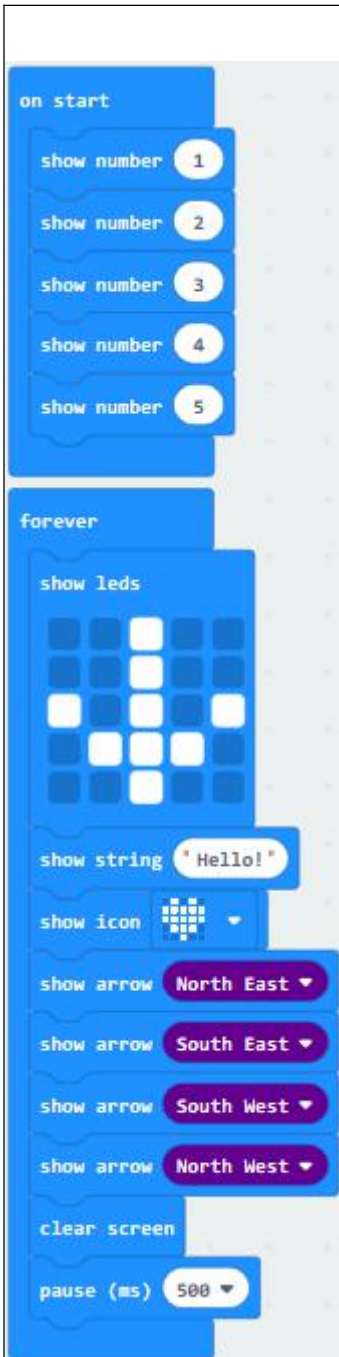 on start
show number 1
show number 2
show number 3
show number 4
show number 5
forever
show leds
show string "Hello!"
show icon
show arrow North East
show arrow South East
show arrow South West
show arrow North West
clear screen
pause (ms) 500